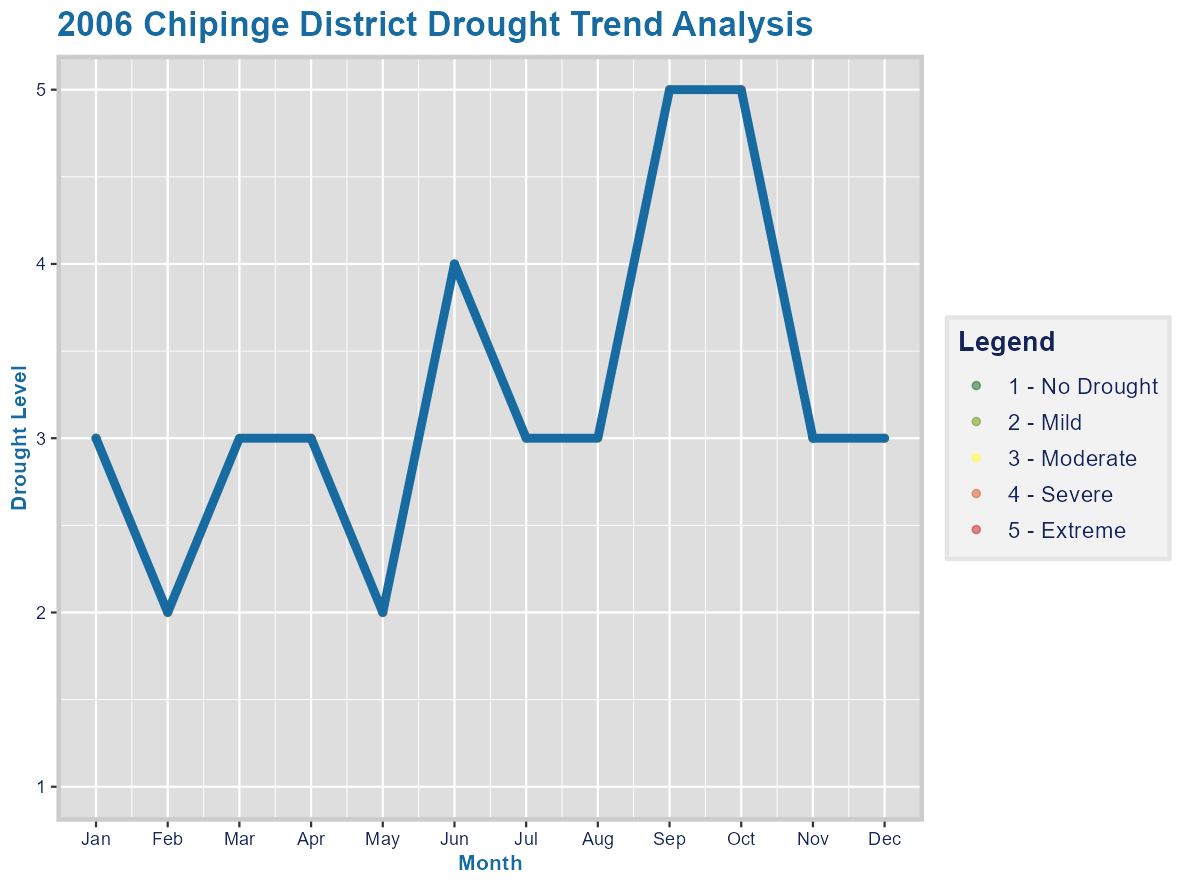 2006 Chipinge District Drought Trend Analysis
Drought Level
5
4
3
2
1
Jan Feb Mar Apr May Jun Jul Aug Sep Oct Nov Dec
Month
Legend
1 - No Drought
2 - Mild
3 - Moderate
4 - Severe
5 - Extreme